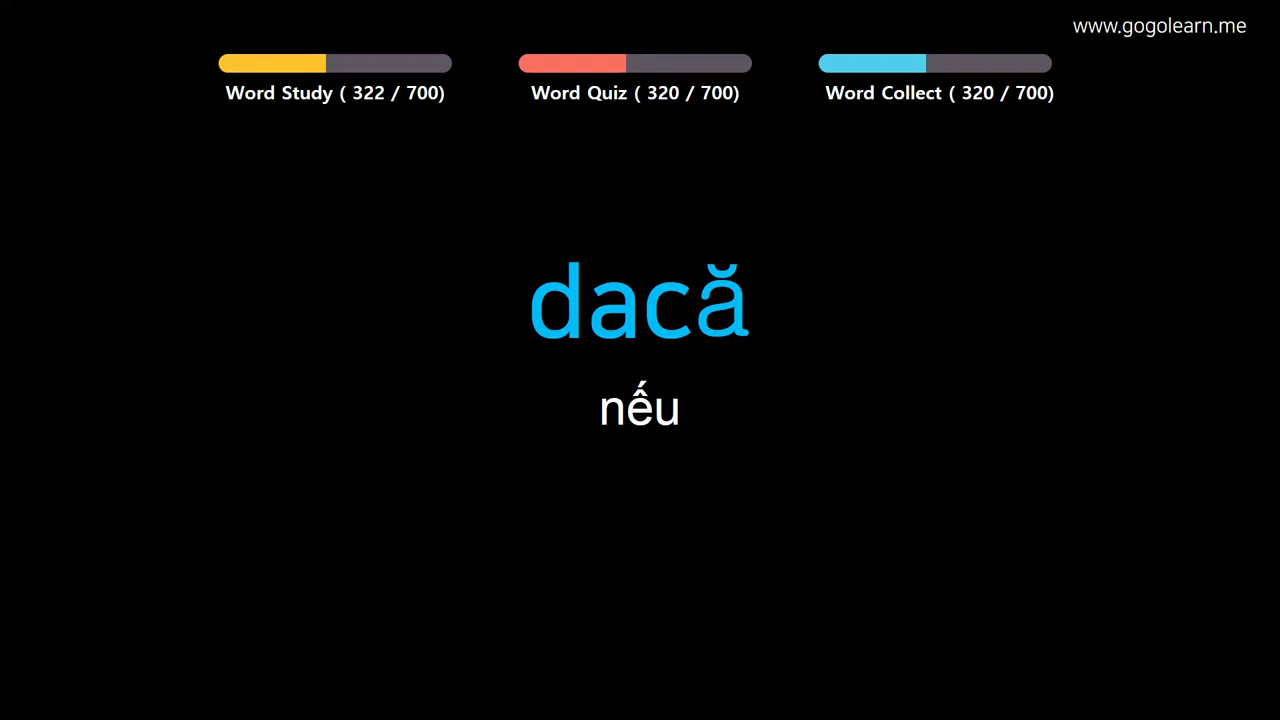 www.gogolearn.me
Word Study ( 322 / 700)
Word Quiz ( 320 / 700)
Word Collect ( 320 / 700)
dacă
nếu